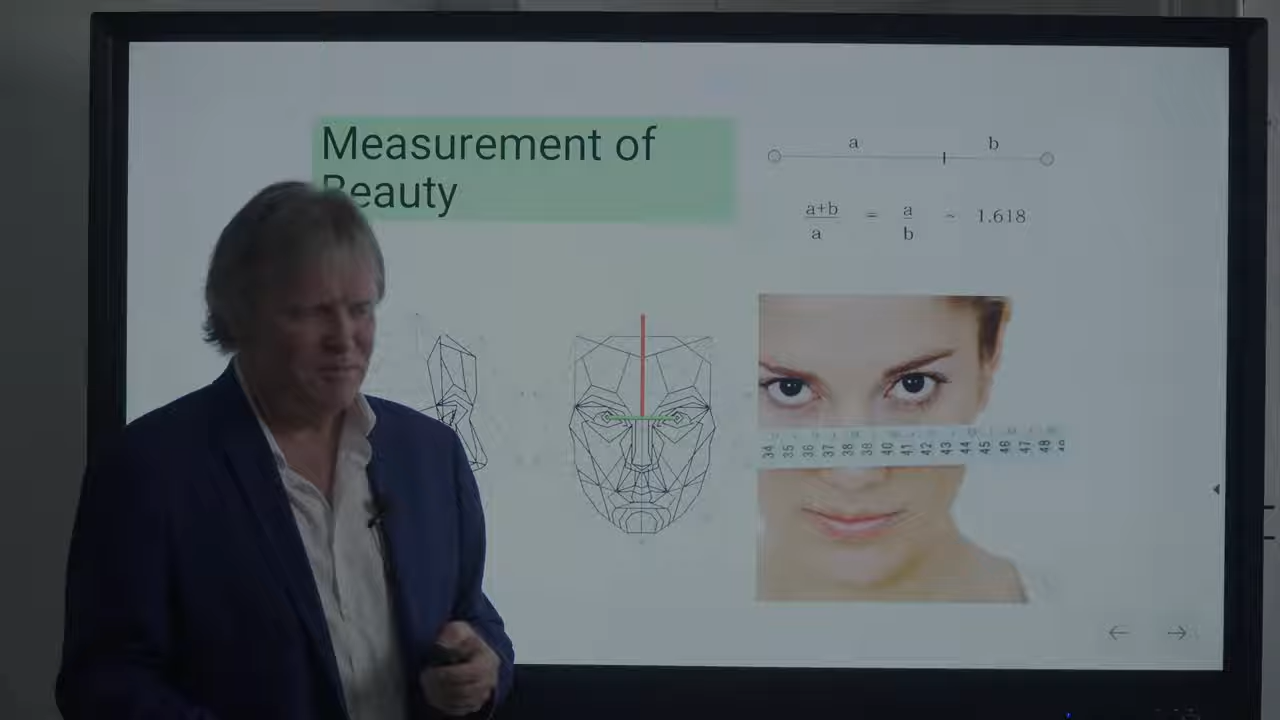 Measurement of
Beauty
a b
a+b = a ~ 1.618
a b
34 35 36 37 38 38 40 41 42 43 44 45 46 47 48